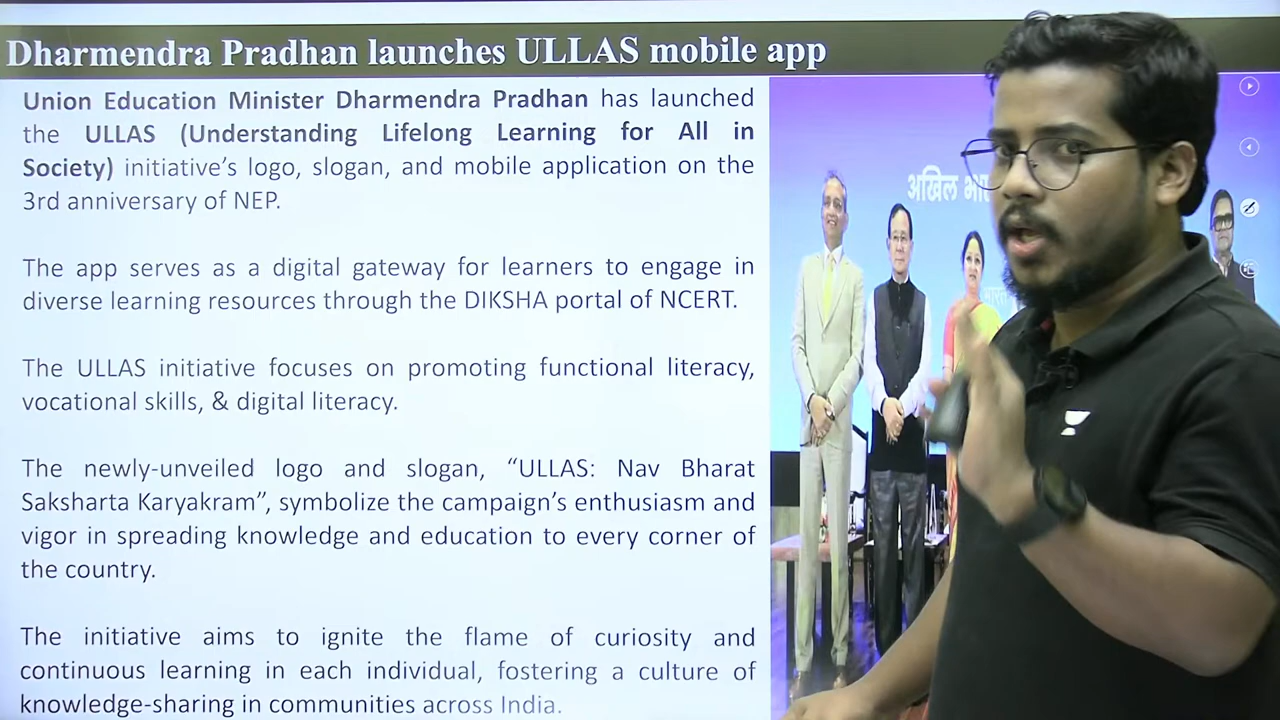 Dharmendra Pradhan launches ULLAS mobile app
Union Education Minister Dharmendra Pradhan has launched
the ULLAS (Understanding Lifelong Learning for All in
Society) initiative’s logo, slogan, and mobile application on the
3rd anniversary of NEP.
The app serves as a digital gateway for learners to engage in
diverse learning resources through the DIKSHA portal of NCERT.
The ULLAS initiative focuses on promoting functional literacy,
vocational skills, & digital literacy.
The newly-unveiled logo and slogan, “ULLAS: Nav Bharat
Saksharta Karyakram”, symbolize the campaign’s enthusiasm and
vigor in spreading knowledge and education to every corner of
the country.
The initiative aims to ignite the flame of curiosity and
continuous learning in each individual, fostering a culture of
knowledge-sharing in communities across India.
अखिल